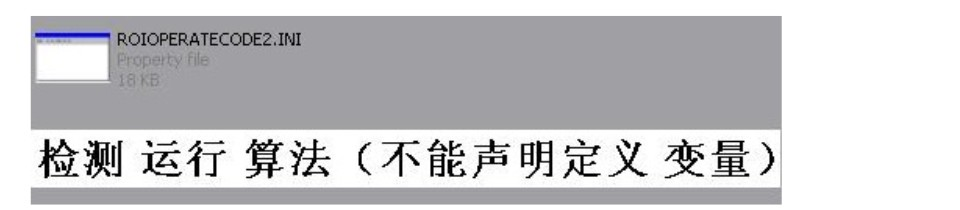 ROIOPERATECODE2.INI
Property file
18 KB
检测 运行 算法（不能声明定义 变量）